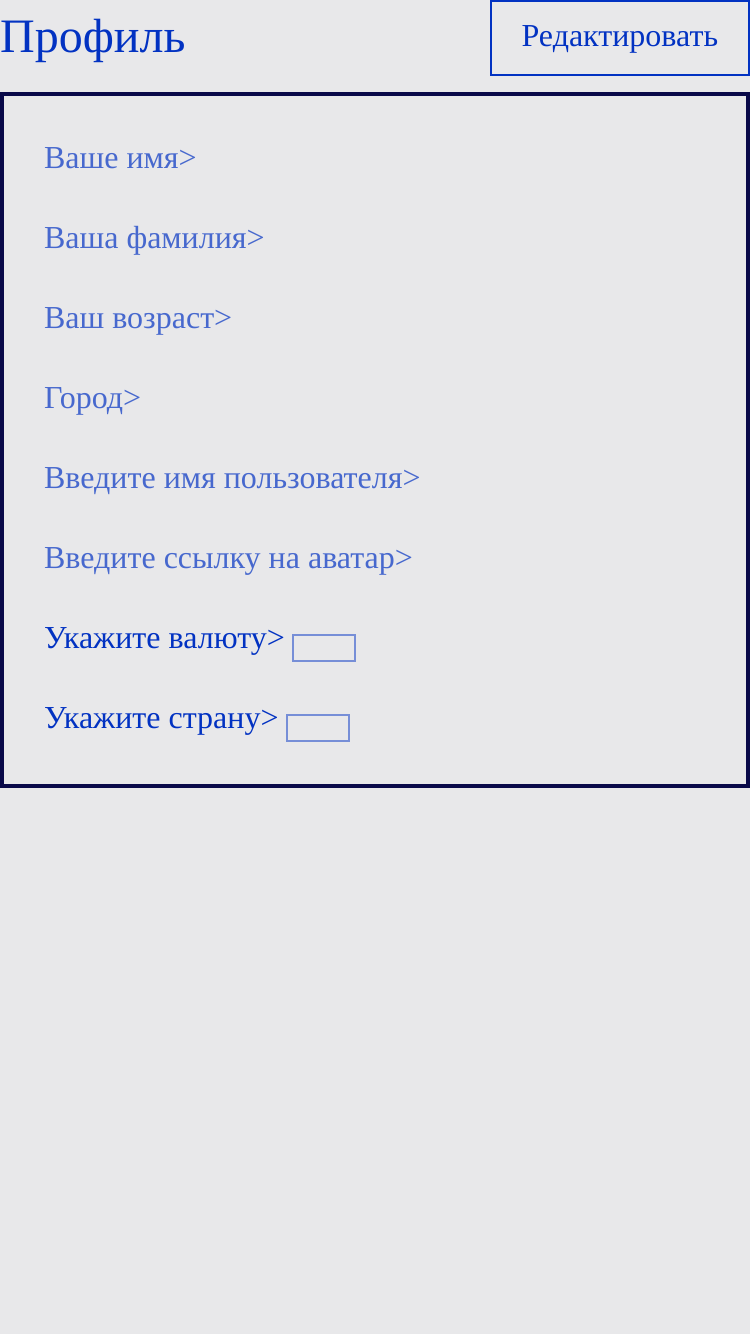 Профиль
Редактировать
Ваше имя>
Ваша фамилия>
Ваш возраст>
Город>
Введите имя пользователя>
Введите ссылку на аватар>
Укажите валюту>
Укажите страну>